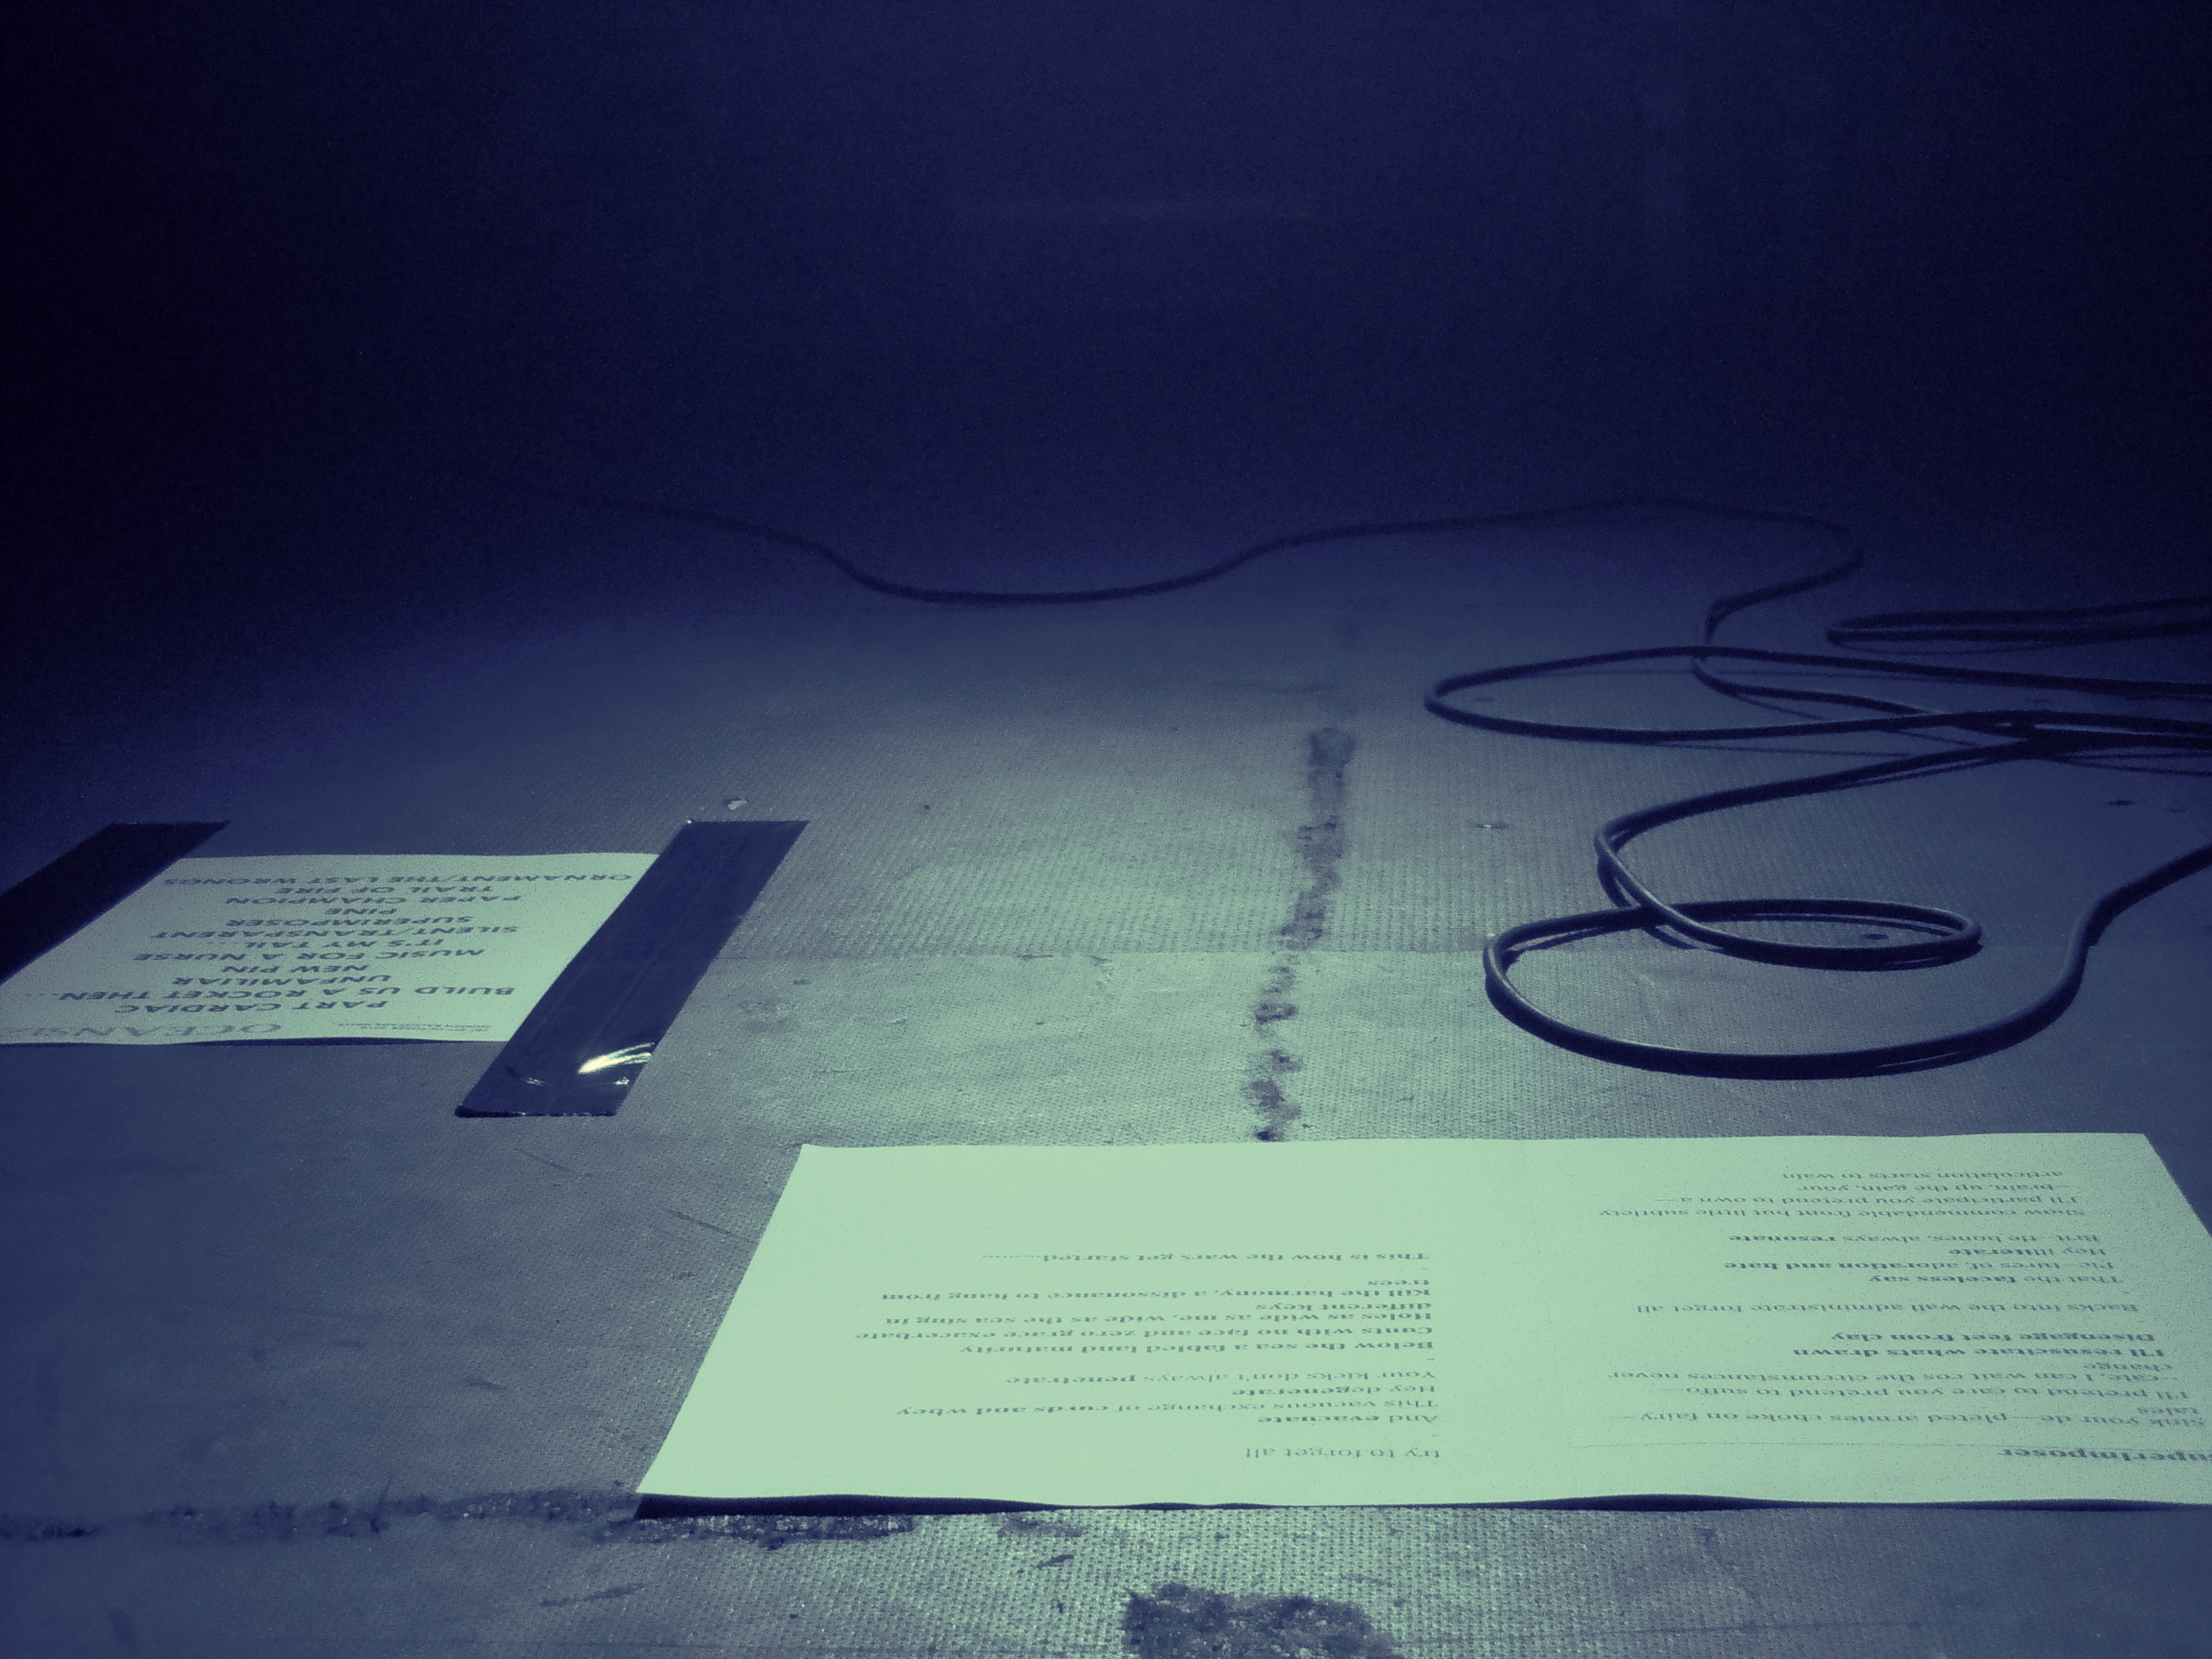 OCEANSIZE
PART CARDIAC
BUILD US A ROCKET THEN...
UNFAMILIAR
NEW PIN
MUSIC FOR A NURSE
IT'S MY TAIL...
SILENT/TRANSPARENT
SUPERIMPOSER
PINE
PAPER CHAMPION
TRAIL OF FIRE
ORNAMENT/THE LAST WRONGS
superimposer
Sink your de—pleted armies choke on fairy—
tales
I'll pretend to care you pretend to suffo—
—cate, I can wait cos the circumstances never
change
I'll resuscitate whats drawn
Disengage feet from clay
-
Backs into the wall administrate forget all
-
That the faceless say
Pic—tures of, adoration and hate
Hey illiterate
Brit—tle bones, always resonate
-
Show commendable front but little subtlety
I'll participate you pretend to own a—
—brain, up the gain, your
articulation starts to wain
try to forget all
-
And evacuate
This vacuous exchange of curds and whey
Hey degenerate
Your kicks don't always penetrate
-
Below the sea a fabled land maturity
Cunts with no face and zero grace exacerbate
Holes as wide as me, wide as the sea sing in
different keys
Kill the harmony, a dissonance to hang from
trees
-
This is how the wars get started.........